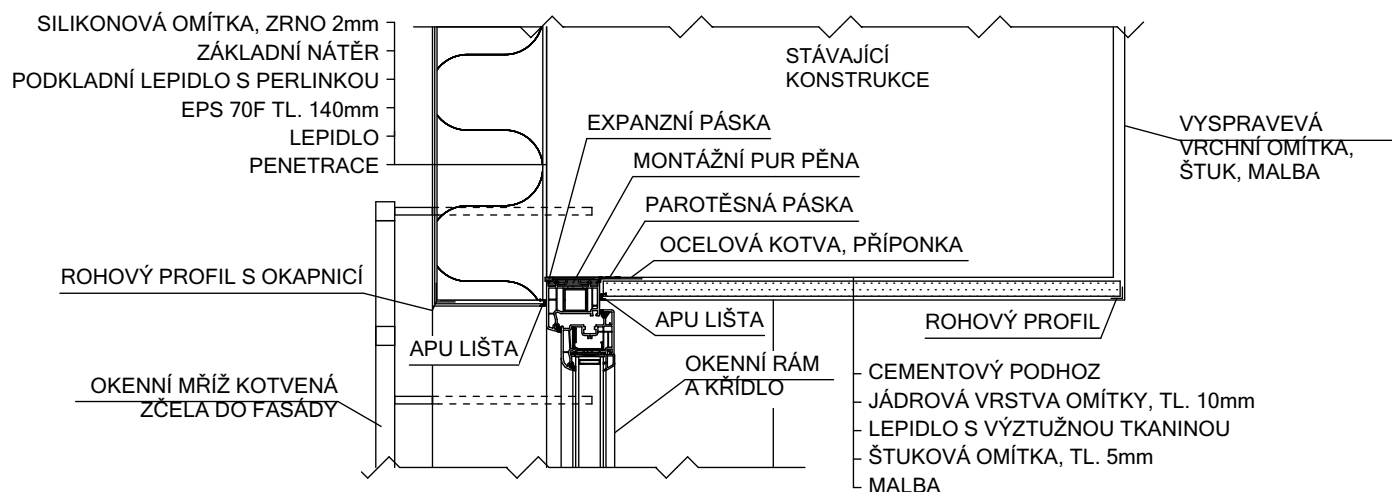 SILIKONOVÁ OMÍTKA, ZRNO 2mm
ZÁKLADNÍ NÁTĚR
PODKLADNÍ LEPIDLO S PERLINKOU
EPS 70F TL. 140mm
LEPIDLO
PENETRACE
STÁVAJÍCÍ
KONSTRUKCE
EXPANZNÍ PÁSKA
MONTÁŽNÍ PUR PĚNA
PAROTĚSNÁ PÁSKA
OCELOVÁ KOTVA, PŘÍPONKA
VYSPRAVEVÁ
VRCHNÍ OMÍTKA,
ŠTUK, MALBA
ROHOVÝ PROFIL S OKAPNICÍ
APU LIŠTA
APU LIŠTA
ROHOVÝ PROFIL
OKENNÍ MŘÍŽ KOTVENÁ
ZČELA DO FASÁDY
OKENNÍ RÁM
A KŘÍDLO
CEMENTOVÝ PODHOZ
JÁDROVÁ VRSTVA OMÍTKY, TL. 10mm
LEPIDLO S VÝZTUŽNOU TKANINOU
ŠTUKOVÁ OMÍTKA, TL. 5mm
MALBA